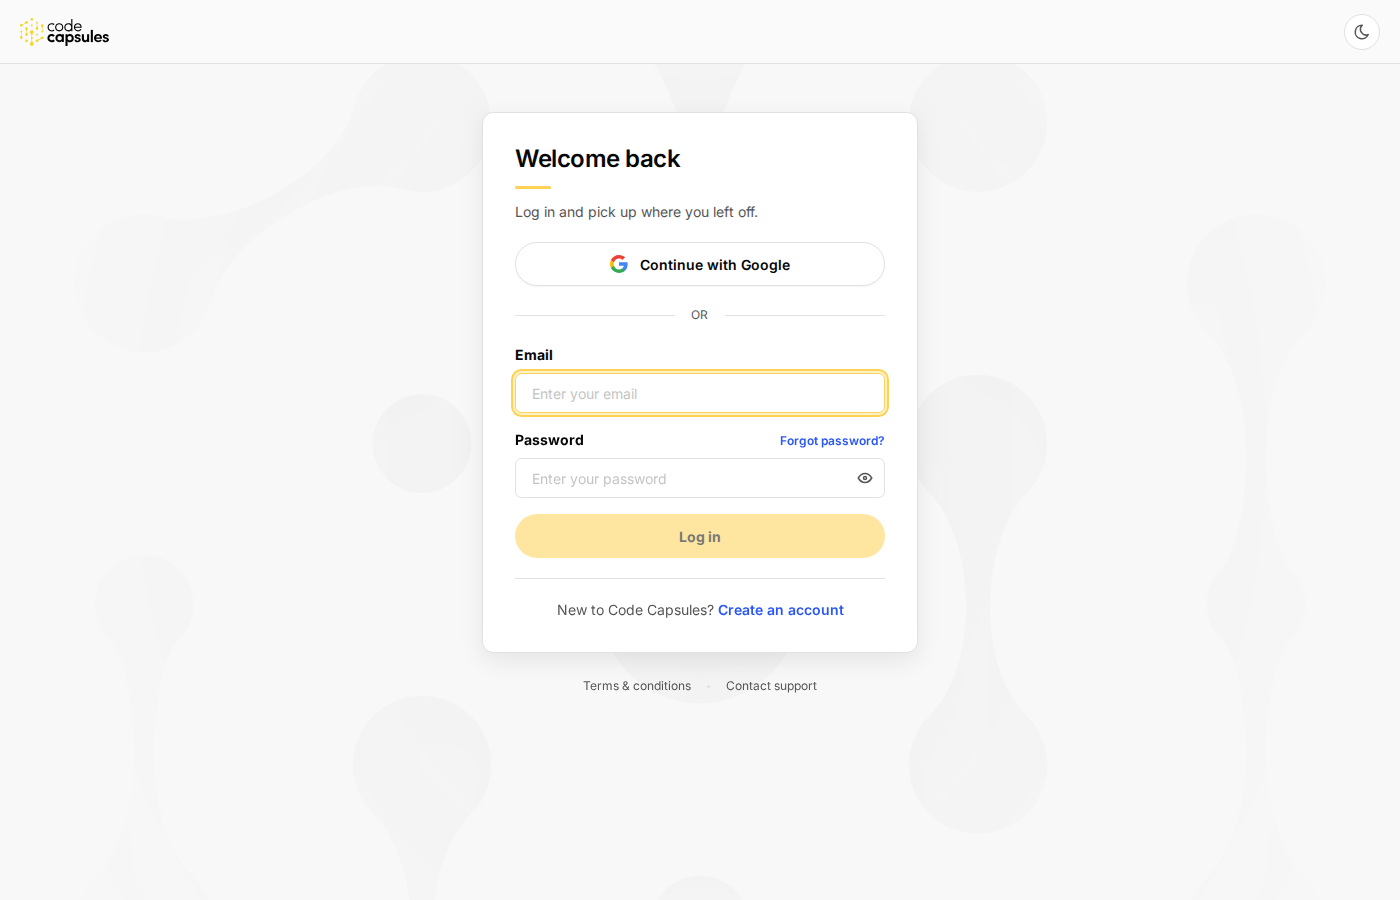 code
capsules
Welcome back
Log in and pick up where you left off.
Continue with Google
OR
Email
Enter your email
Password Forgot password?
Enter your password
Log in
New to Code Capsules? Create an account
Terms & conditions · Contact support